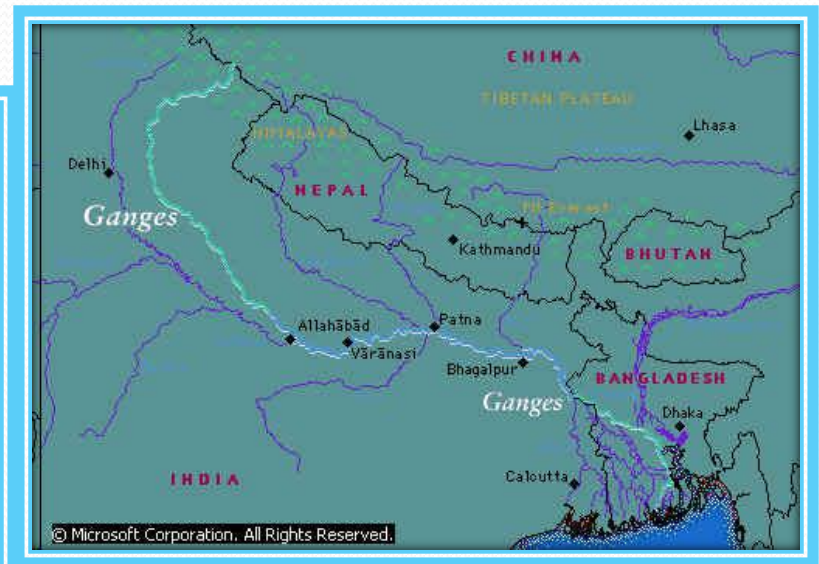 CHINA
TIBETAN PLATEAU
Lhasa
HIMALAYAS
Delhi
NEPAL
Ganges
Mt Everest
Kathmandu
BHUTAN
Allahābād
Patna
Vārānasi
Bhagalpur
BANGLADESH
Ganges
Dhaka
INDIA
Calcutta
© Microsoft Corporation. All Rights Reserved.